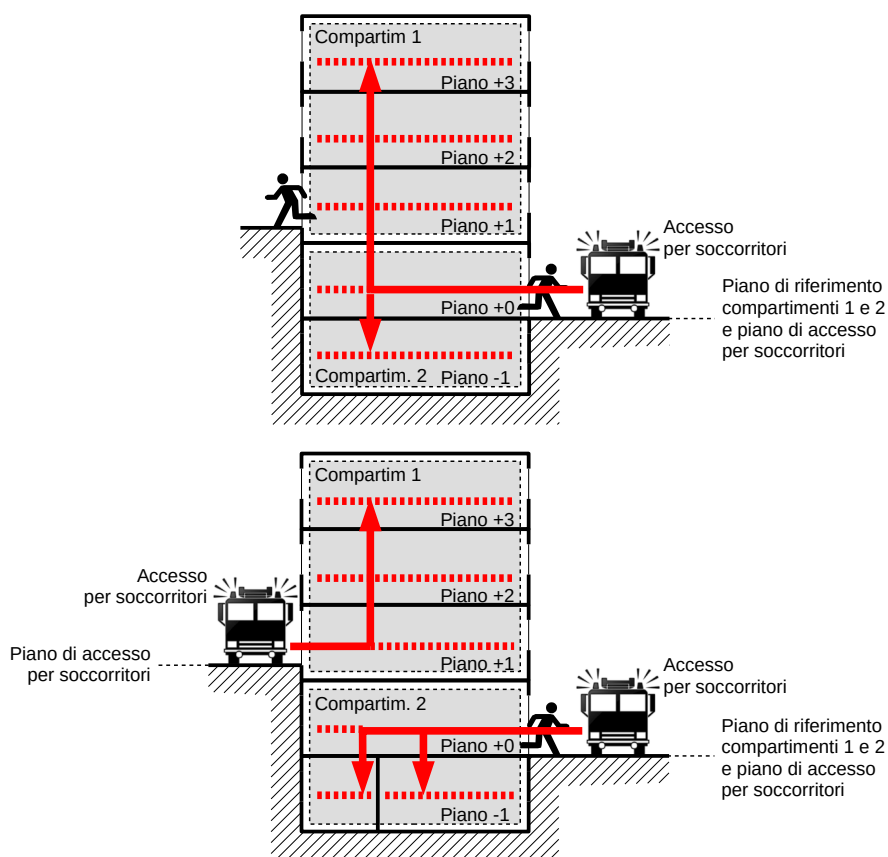 Compartim 1
Piano +3
Piano +2
Piano +1
Accesso
per soccorritori
Piano +0
Piano di riferimento
compartimenti 1 e 2
e piano di accesso
per soccorritori
Compartim. 2
Piano -1
Compartim 1
Piano +3
Accesso
per soccorritori
Piano +2
Piano di accesso
per soccorritori
Piano +1
Accesso
per soccorritori
Compartim. 2
Piano +0
Piano di riferimento
compartimenti 1 e 2
e piano di accesso
per soccorritori
Piano -1